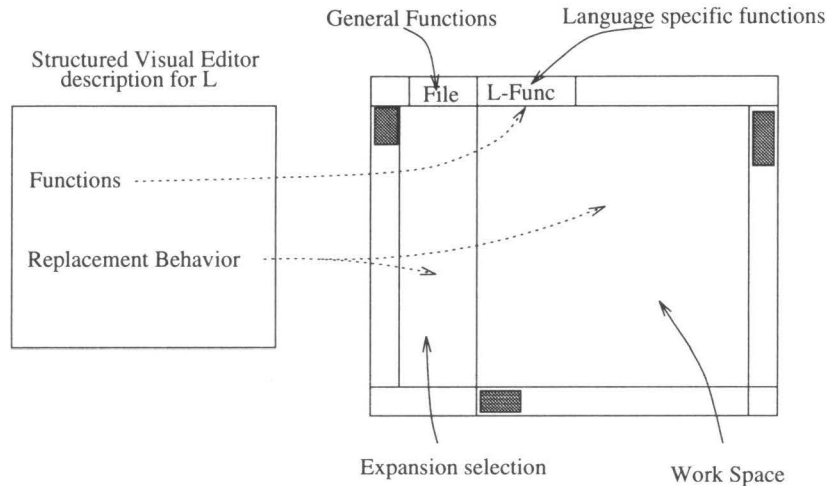 General Functions
Language specific functions
Structured Visual Editor
description for L
File
L-Func
Functions
Replacement Behavior
Expansion selection
Work Space